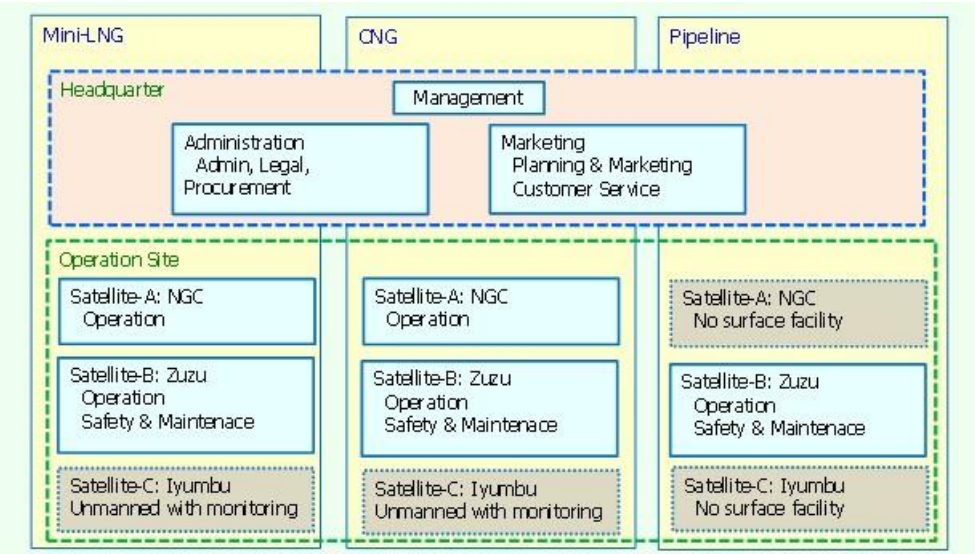 Mini-LNG
CNG
Pipeline
Headquarter
Management
Administration
Admin, Legal,
Procurement
Marketing
Planning & Marketing
Customer Service
Operation Site
Satellite-A: NGC
Operation
Satellite-B: Zuzu
Operation
Safety & Maintenace
Satellite-C: Iyumbu
Unmanned with monitoring
Satellite-A: NGC
Operation
Satellite-B: Zuzu
Operation
Safety & Maintenace
Satellite-C: Iyumbu
Unmanned with monitoring
Satellite-A: NGC
No surface facility
Satellite-B: Zuzu
Operation
Safety & Maintenace
Satellite-C: Iyumbu
No surface facility